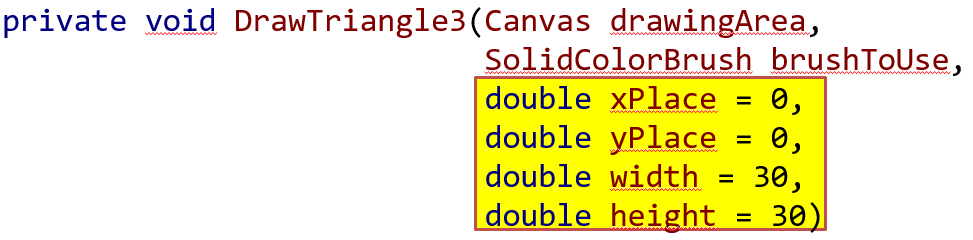 private void DrawTriangle3(Canvas drawingArea,
SolidColorBrush brushToUse,
double xPlace = 0,
double yPlace = 0,
double width = 30,
double height = 30)